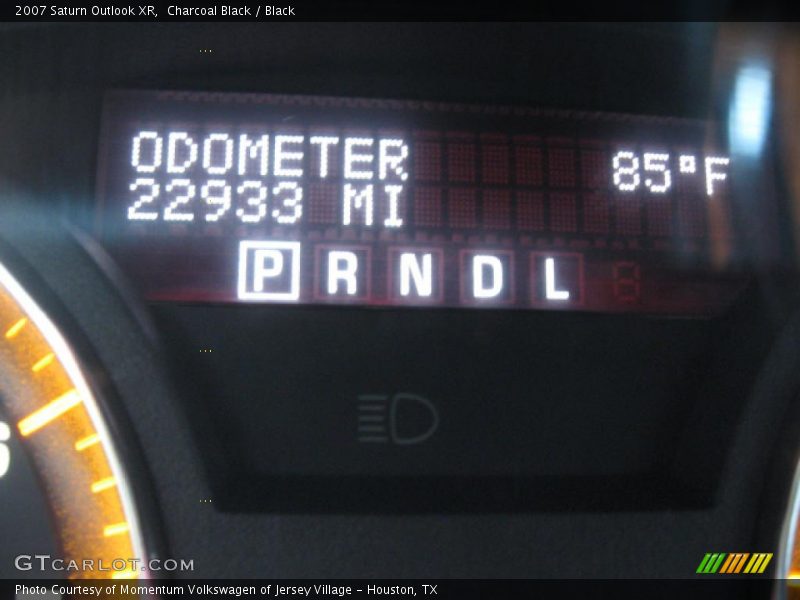 2007 Saturn Outlook XR,  Charcoal Black / Black
ODOMETER 85°F
22933 MI
P R N D L
GTCARLOT.COM
Photo Courtesy of Momentum Volkswagen of Jersey Village – Houston, TX